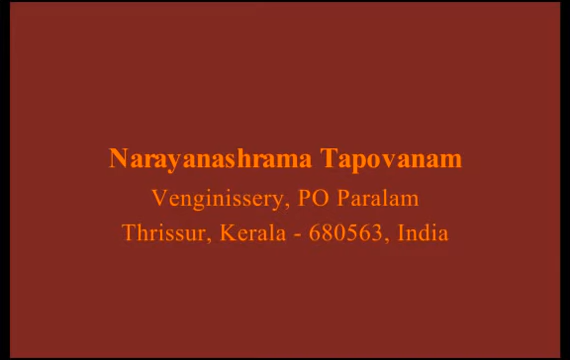 Narayanashrama Tapovanam
Venginissery, PO Paralam
Thrissur, Kerala - 680563, India